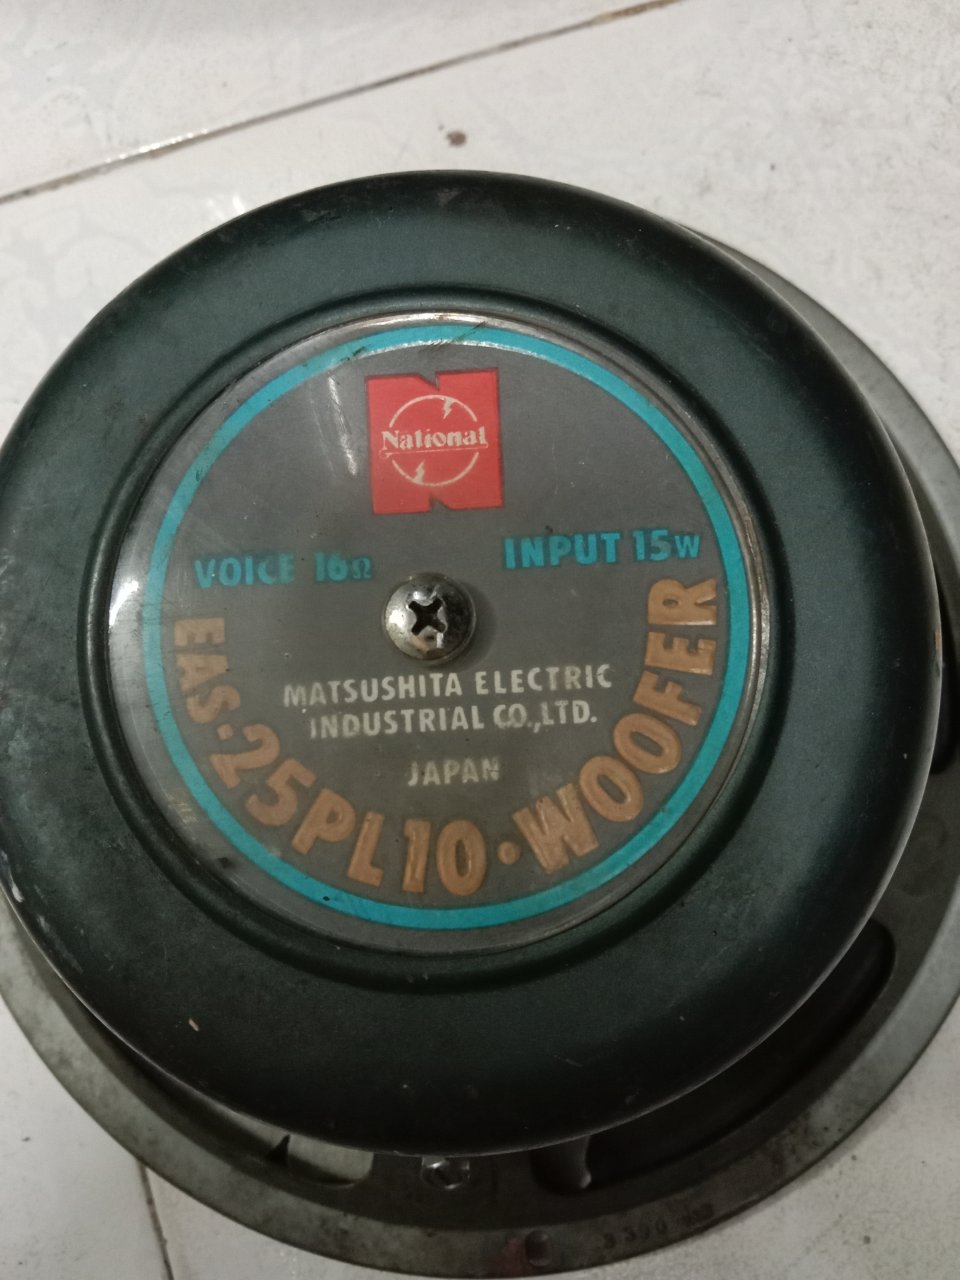 National
VOICE 16Ω
INPUT 15W
MATSUSHITA ELECTRIC
INDUSTRIAL CO.,LTD.
JAPAN
EAS·25PL10·WOOFER